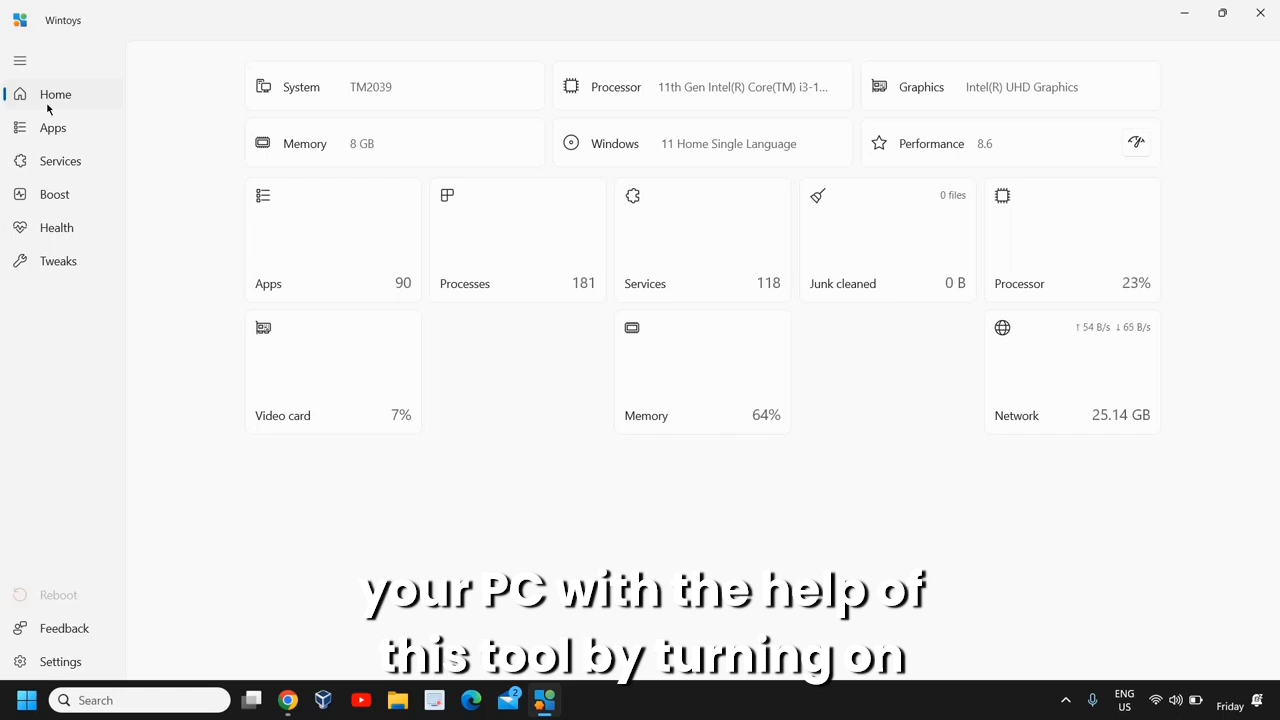 Wintoys
Home
Apps
Services
Boost
Health
Tweaks
Reboot
Feedback
Settings
System TM2039
Processor 11th Gen Intel(R) Core(TM) i3-1...
Graphics Intel(R) UHD Graphics
Memory 8 GB
Windows 11 Home Single Language
Performance 8.6
Apps 90
Processes 181
Services 118
0 files
Junk cleaned 0 B
Processor 23%
Video card 7%
Memory 64%
↑ 54 B/s ↓ 65 B/s
Network 25.14 GB
your PC with the help of
this tool by turning on
Search
2
ENG
US
Friday